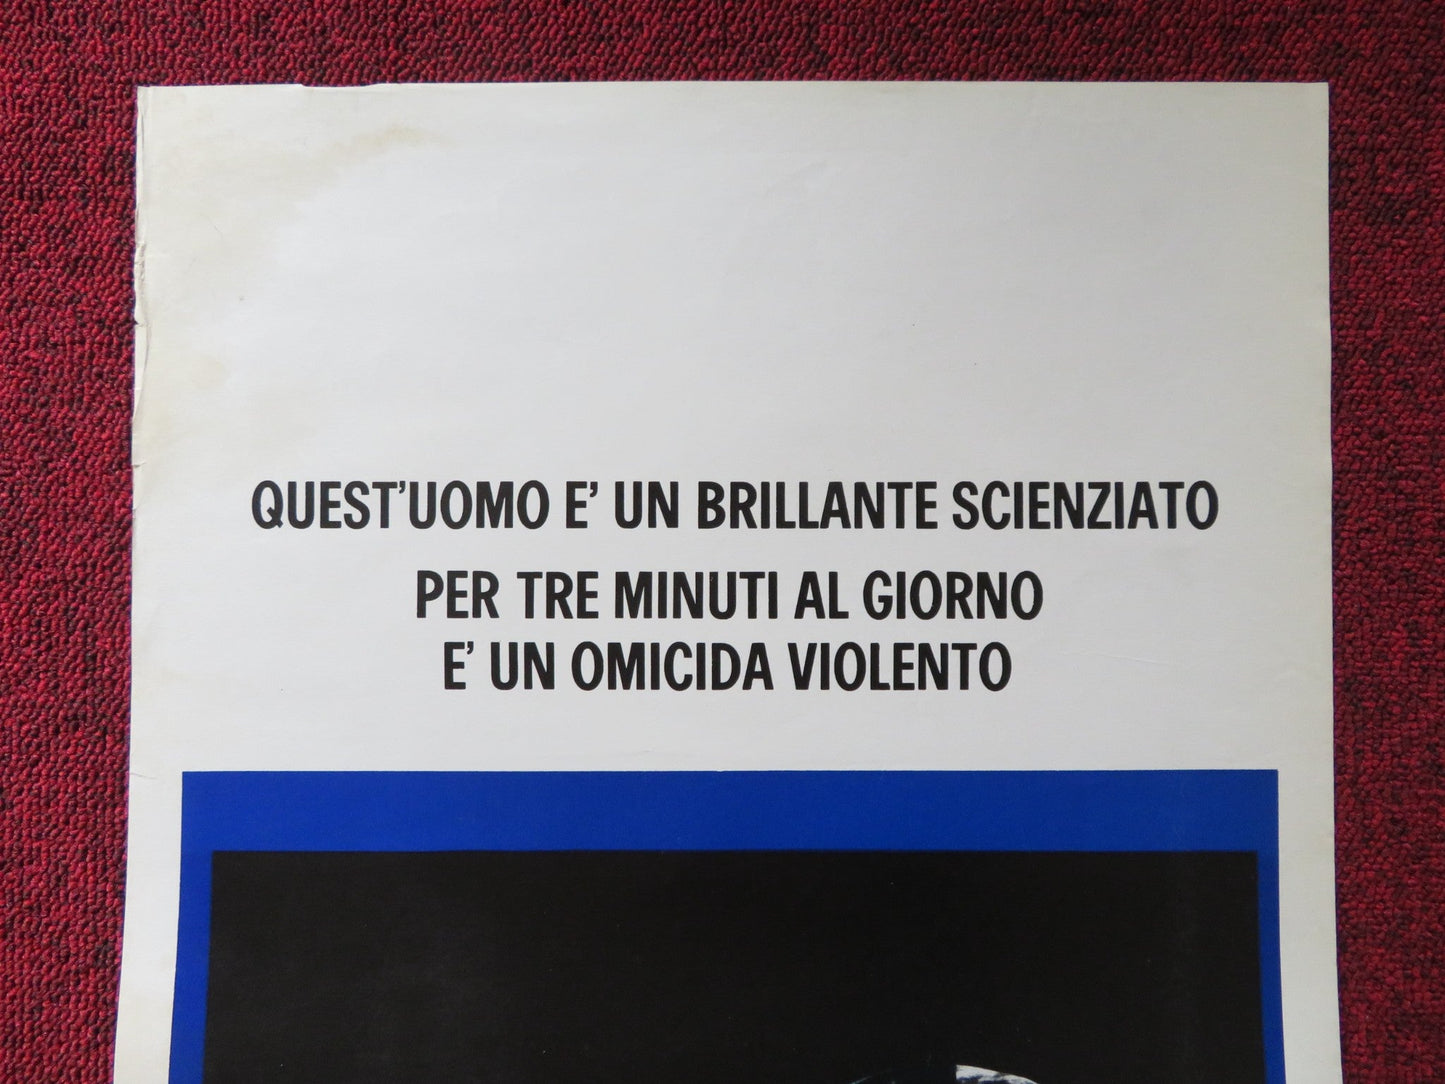 QUEST'UOMO E' UN BRILLANTE SCIENZIATO
PER TRE MINUTI AL GIORNO
E' UN OMICIDA VIOLENTO